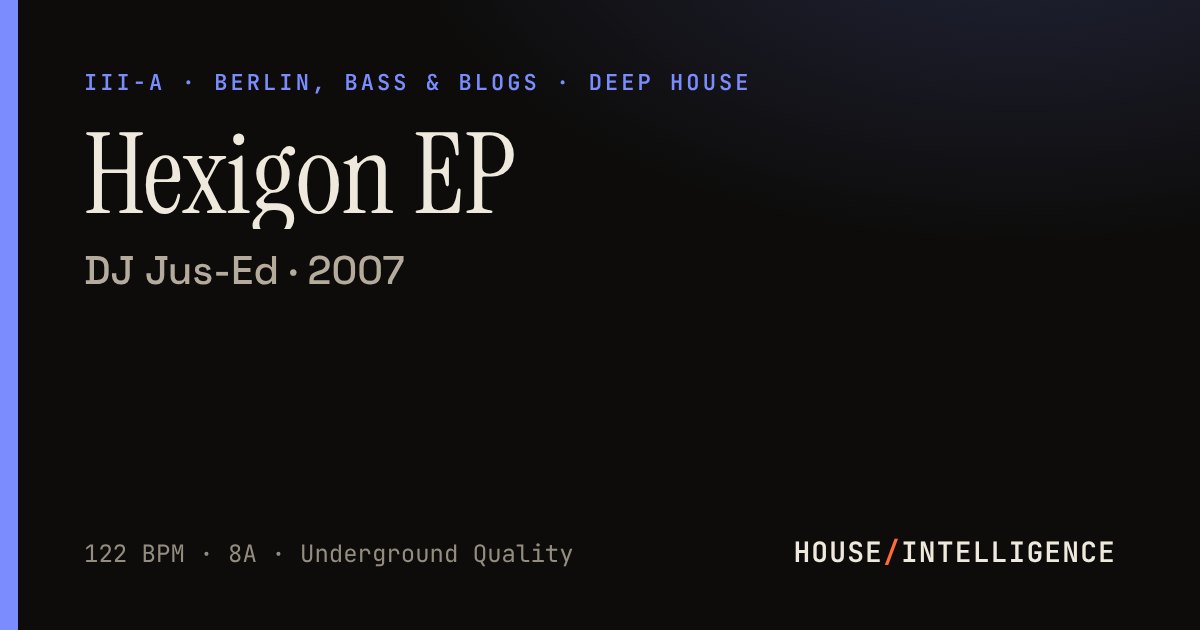 III-A · BERLIN, BASS & BLOGS · DEEP HOUSE
Hexigon EP
DJ Jus-Ed · 2007
122 BPM · 8A · Underground Quality
HOUSE/INTELLIGENCE